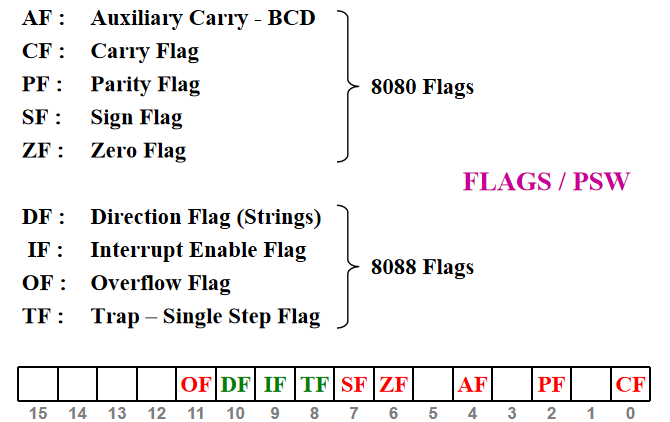 AF : Auxiliary Carry - BCD
CF : Carry Flag
PF : Parity Flag
SF : Sign Flag
ZF : Zero Flag
8080 Flags
FLAGS / PSW
DF : Direction Flag (Strings)
IF : Interrupt Enable Flag
OF : Overflow Flag
TF : Trap – Single Step Flag
8088 Flags
OF DF IF TF SF ZF AF PF CF
15 14 13 12 11 10 9 8 7 6 5 4 3 2 1 0